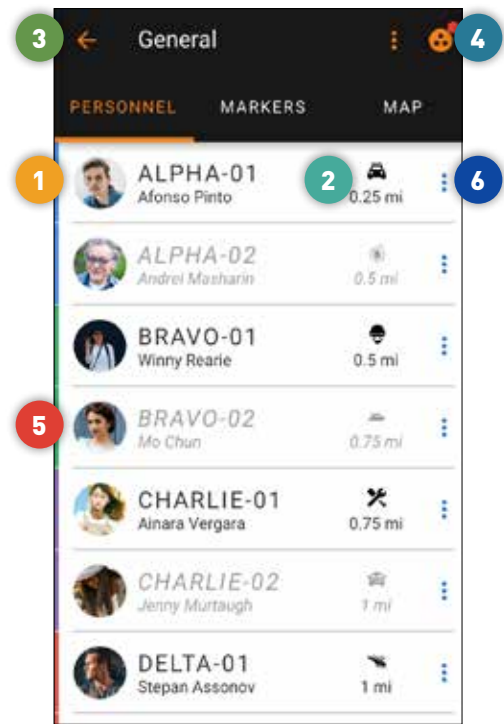 3
General
4
PERSONNEL MARKERS MAP
1
ALPHA-01
Afonso Pinto
2
0.25 mi
6
ALPHA-02
Andrei Masharin
0.5 mi
BRAVO-01
Winny Rearie
0.5 mi
5
BRAVO-02
Mo Chun
0.75 mi
CHARLIE-01
Ainara Vergara
0.75 mi
CHARLIE-02
Jenny Murtaugh
1 mi
DELTA-01
Stepan Assonov
1 mi